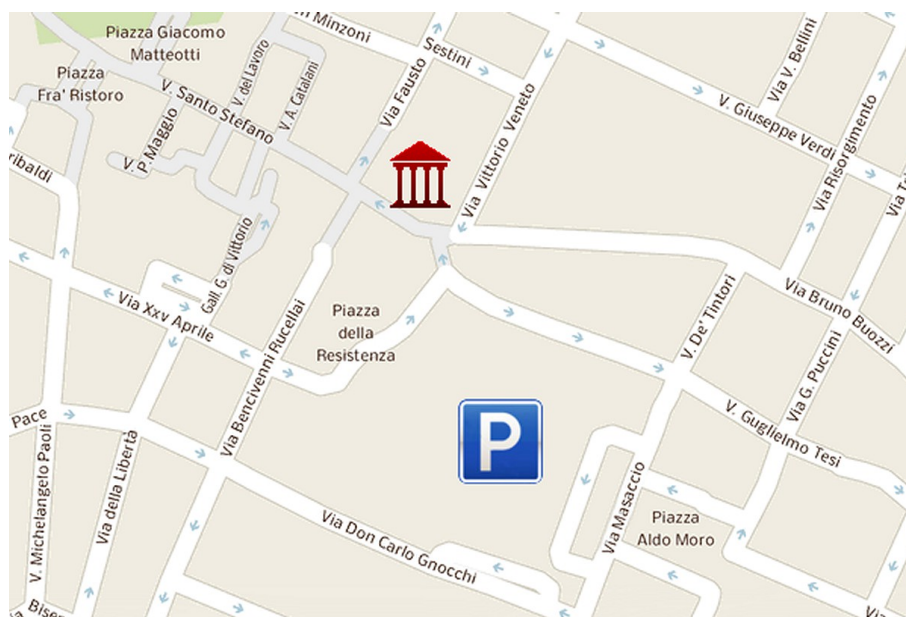 Piazza Giacomo
Matteotti
Minzoni
Sestini
Via V. Bellini
Piazza
Fra' Ristoro
V. del Lavoro
V. A. Catalani
Via Fausto
V. Santo Stefano
V. P. Maggio
Via Vittorio Veneto
V. Giuseppe Verdi
Via Risorgimento
ribaldi
Gall. G. di Vittorio
Via Xxv Aprile
Piazza
della
Resistenza
V. De' Tintori
Via Bruno Buozzi
Via Bencivenni Rucellai
Via G. Puccini
Pace
V. Guglielmo Tesi
P
V. Michelangelo Paoli
Via della Libertà
Via Masaccio
Piazza
Aldo Moro
Via Don Carlo Gnocchi